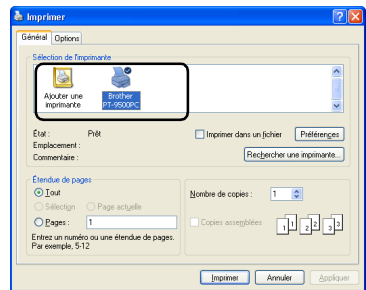 Imprimer
Général Options
Sélection de l'imprimante
Ajouter une imprimante
Brother PT-9500PC
État : Prêt
Emplacement :
Commentaire :
Imprimer dans un fichier
Préférences
Rechercher une imprimante...
Étendue de pages
Tout
Sélection Page actuelle
Pages : 1
Entrez un numéro ou une étendue de pages.
Par exemple, 5-12
Nombre de copies : 1
Copies assemblées
1 1 2 2 3 3
Imprimer Annuler Appliquer